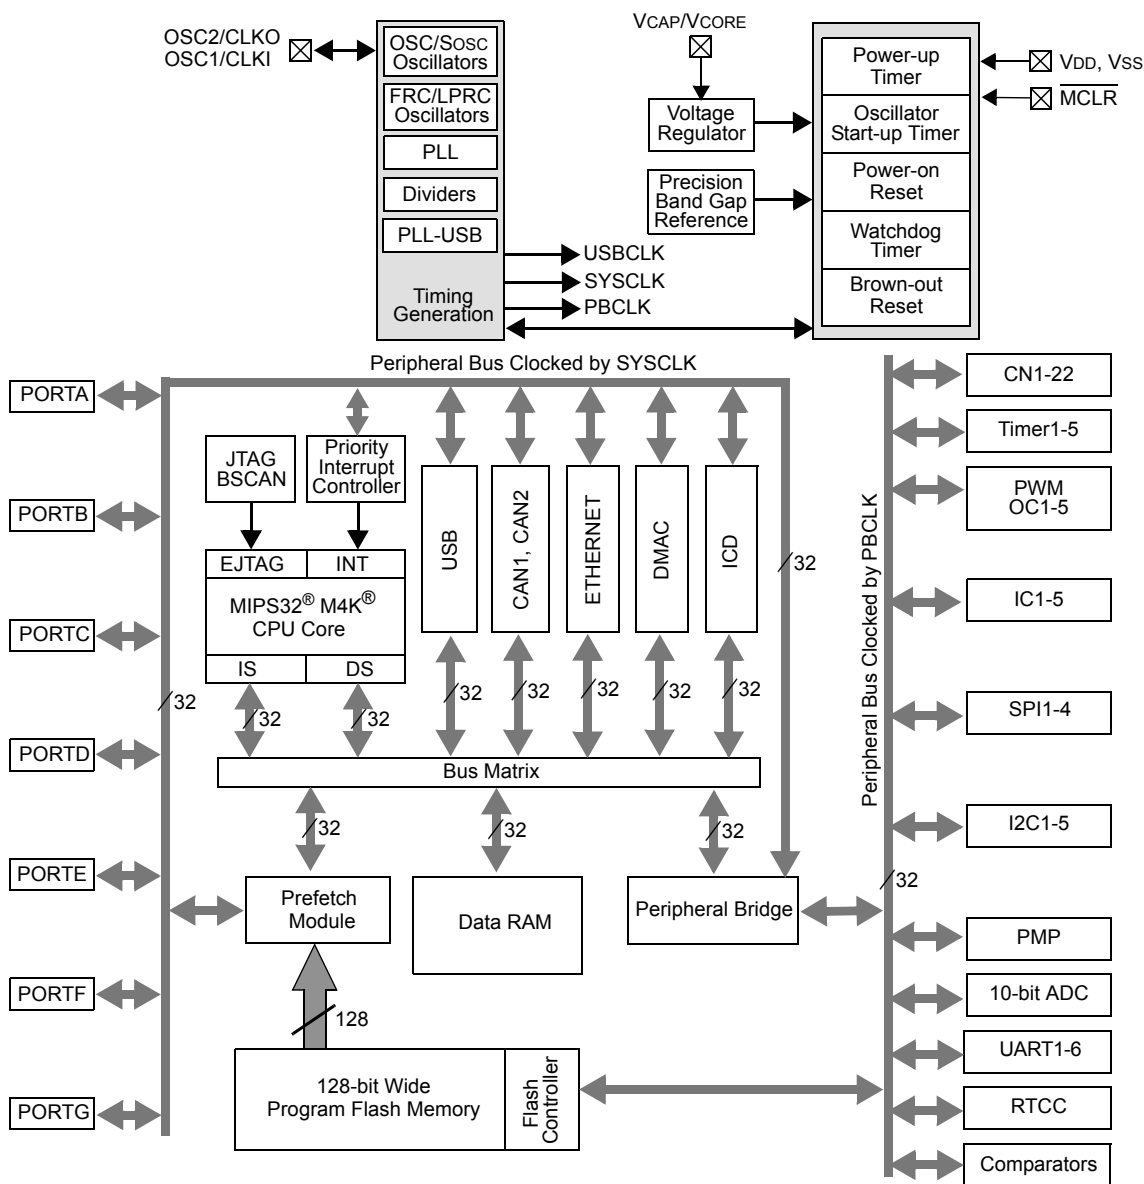 OSC2/CLKO
OSC1/CLKI
OSC/SOSC
Oscillators
FRC/LPRC
Oscillators
PLL
Dividers
PLL-USB
Timing
Generation
USBCLK
SYSCLK
PBCLK
VCAP/VCORE
Voltage
Regulator
Precision
Band Gap
Reference
Power-up
Timer
Oscillator
Start-up Timer
Power-on
Reset
Watchdog
Timer
Brown-out
Reset
VDD, VSS
MCLR
Peripheral Bus Clocked by SYSCLK
PORTA
PORTB
PORTC
PORTD
PORTE
PORTF
PORTG
32
JTAG
BSCAN
Priority
Interrupt
Controller
EJTAG
INT
MIPS32® M4K®
CPU Core
IS
DS
USB
CAN1, CAN2
ETHERNET
DMAC
ICD
32
32
32
32
32
32
32
32
Bus Matrix
32
32
32
Prefetch
Module
Data RAM
Peripheral Bridge
128
128-bit Wide
Program Flash Memory
Flash
Controller
Peripheral Bus Clocked by PBCLK
32
CN1-22
Timer1-5
PWM
OC1-5
IC1-5
SPI1-4
I2C1-5
PMP
10-bit ADC
UART1-6
RTCC
Comparators